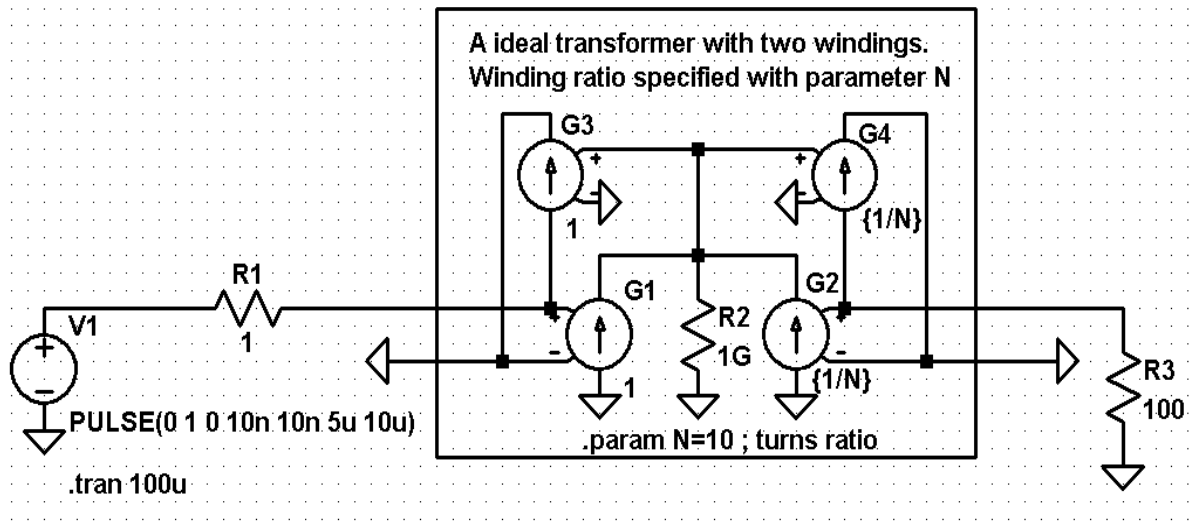 A ideal transformer with two windings.
Winding ratio specified with parameter N
G3
G4
+
+
-
-
1
{1/N}
R1
1
G1
G2
R2
1G
+
+
-
-
1
{1/N}
V1
+
-
R3
100
PULSE(0 1 0 10n 10n 5u 10u)
.param N=10 ; turns ratio
.tran 100u